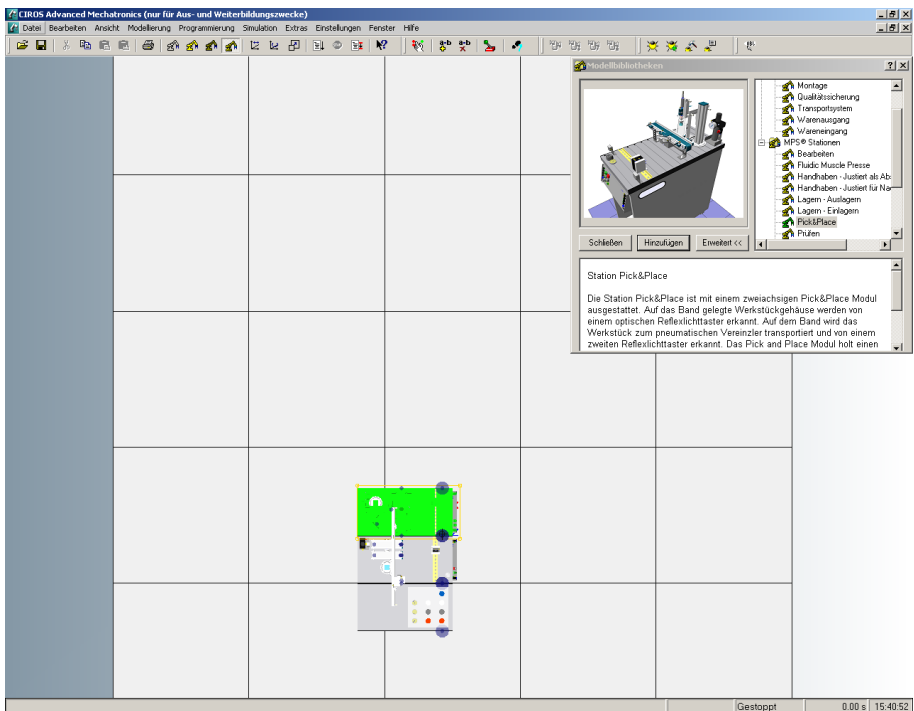 CIROS Advanced Mechatronics (nur für Aus- und Weiterbildungszwecke)
Datei Bearbeiten Ansicht Modellierung Programmierung Simulation Extras Einstellungen Fenster Hilfe
Modellbibliotheken
Montage
Qualitätssicherung
Transportsystem
Warenausgang
Wareneingang
MPS® Stationen
Bearbeiten
Fluidic Muscle Presse
Handhaben - Justiert als Ab
Handhaben - Justiert für Na
Lagern - Auslagern
Lagern - Einlagern
Pick&Place
Prüfen
Schließen Hinzufügen Erweitert <<
Station Pick&Place
Die Station Pick&Place ist mit einem zweiachsigen Pick&Place Modul
ausgestattet. Auf das Band gelegte Werkstückgehäuse werden von
einem optischen Reflexlichttaster erkannt. Auf dem Band wird das
Werkstück zum pneumatischen Vereinzler transportiert und von einem
zweiten Reflexlichttaster erkannt. Das Pick and Place Modul holt einen
Gestoppt 0.00 s 15:40:52